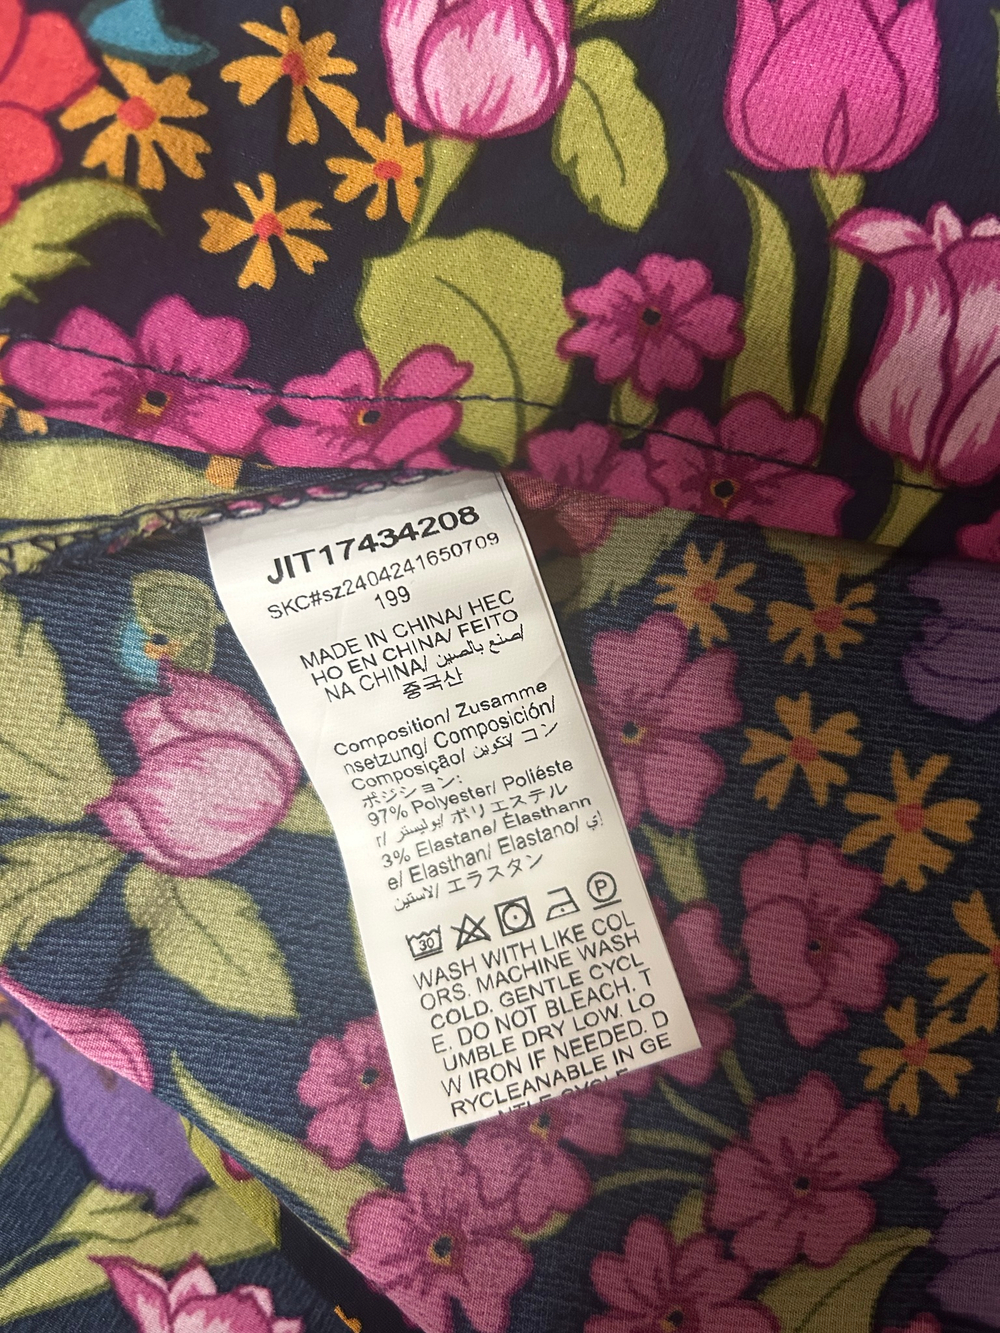 JIT17434208
SKC#sz2404241650709
199
MADE IN CHINA/ HEC
HO EN CHINA/ FEITO
NA CHINA/ صنع بالصين/
중국산
Composition/ Zusamme
nsetzung/ Composición/
Composição/ تكوين/ コン
ポジション:
97% Polyester/ Poliéste
r/ بوليستر/ ポリエステル
3% Elastane/ Élasthann
e/ Elasthan/ Elastano/ إي
لاستين/ エラスタン
30 P
WASH WITH LIKE COL
ORS. MACHINE WASH
COLD. GENTLE CYCL
E. DO NOT BLEACH. T
UMBLE DRY LOW. LO
W IRON IF NEEDED. D
RYCLEANABLE IN GE
NTLE CYCLE